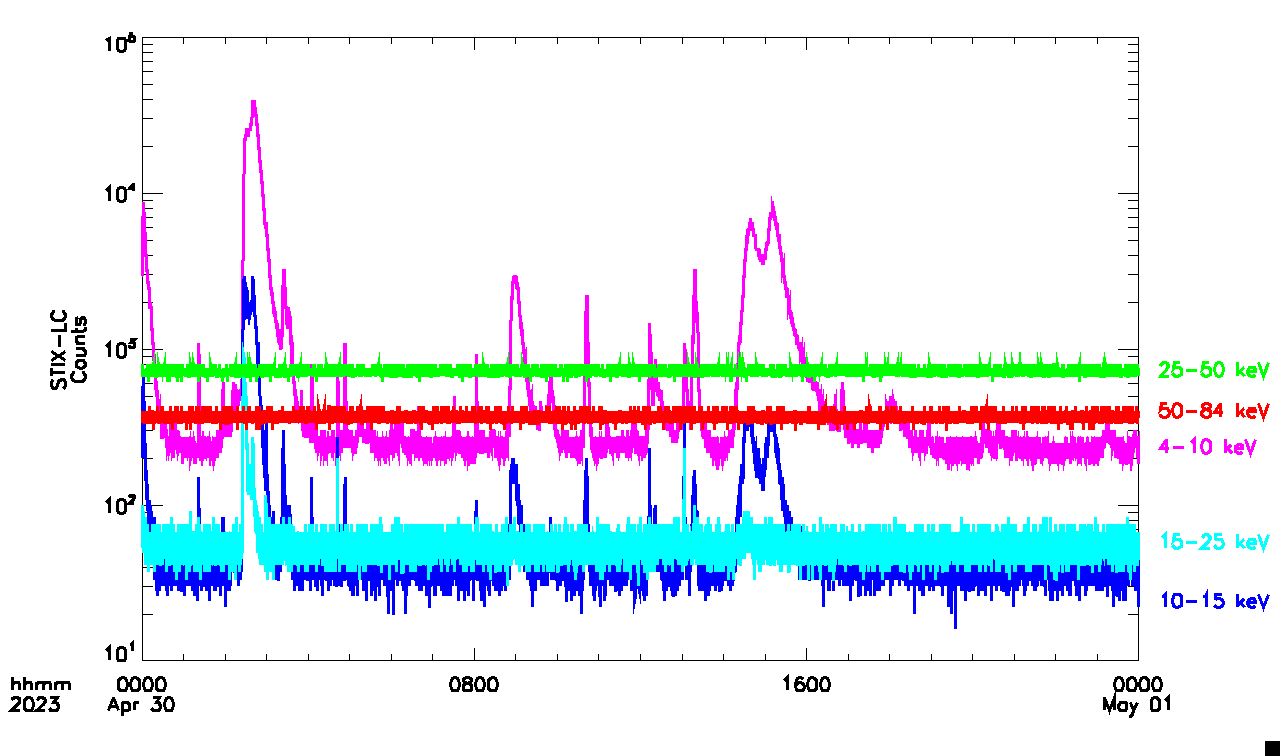 10^6
10^4
10^3
10^2
10^1
STIX-LC
Counts
25-50 keV
50-84 keV
4-10 keV
15-25 keV
10-15 keV
hhmm 0000 0800 1600 0000
2023 Apr 30 May 01